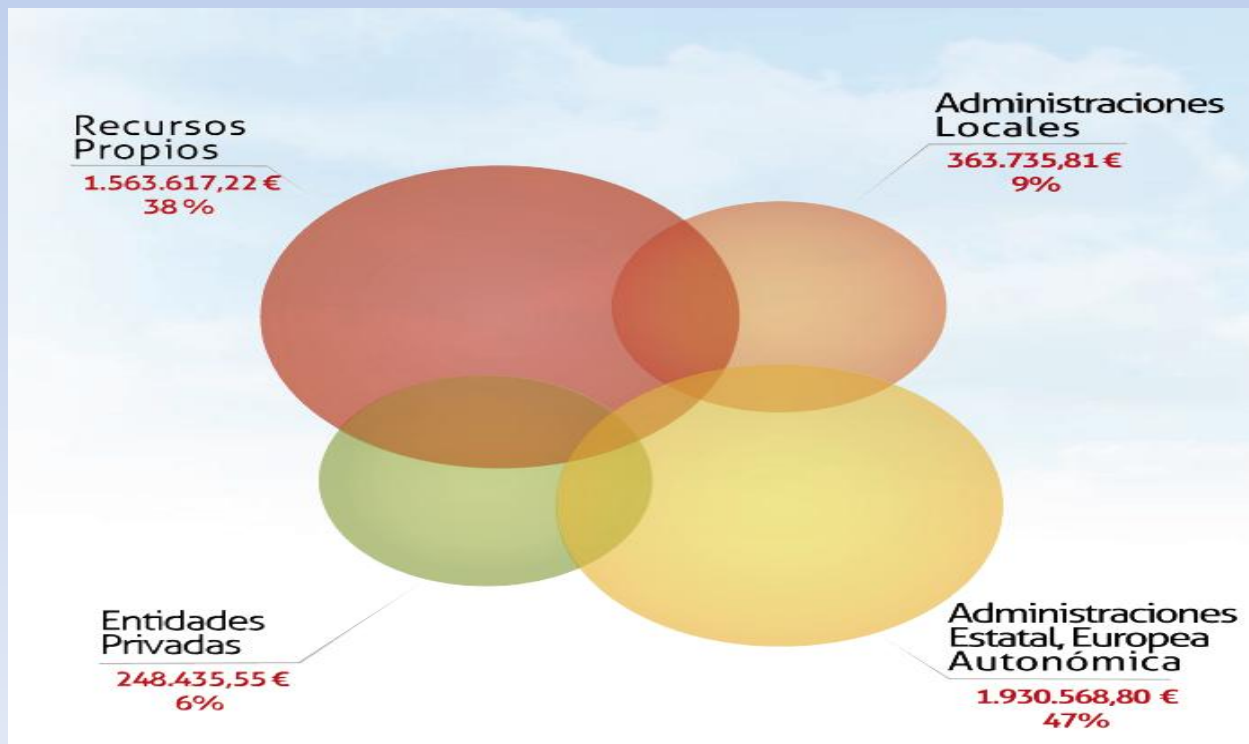 Recursos
Propios
1.563.617,22 €
38 %
Administraciones
Locales
363.735,81 €
9%
Entidades
Privadas
248.435,55 €
6%
Administraciones
Estatal, Europea
Autonómica
1.930.568,80 €
47%